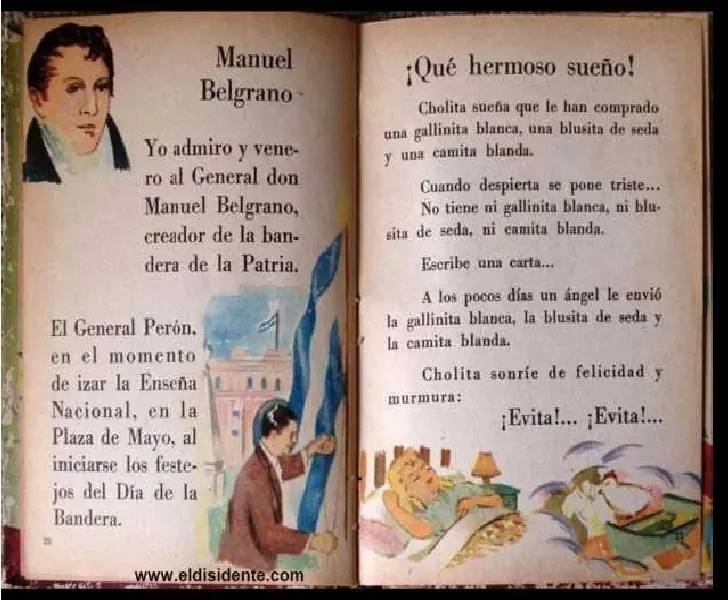 Manuel
Belgrano
Yo admiro y vene-
ro al General don
Manuel Belgrano,
creador de la ban-
dera de la Patria.
El General Perón,
en el momento
de izar la Enseña
Nacional, en la
Plaza de Mayo, al
iniciarse los feste-
jos del Día de la
Bandera.
¡Qué hermoso sueño!
Cholita sueña que le han comprado
una gallinita blanca, una blusita de seda
y una camita blanda.
Cuando despierta se pone triste...
No tiene ni gallinita blanca, ni blu-
sita de seda, ni camita blanda.
Escribe una carta...
A los pocos días un ángel le envió
la gallinita blanca, la blusita de seda y
la camita blanda.
Cholita sonríe de felicidad y
murmura:
¡Evita!... ¡Evita!...
www.eldisidente.com